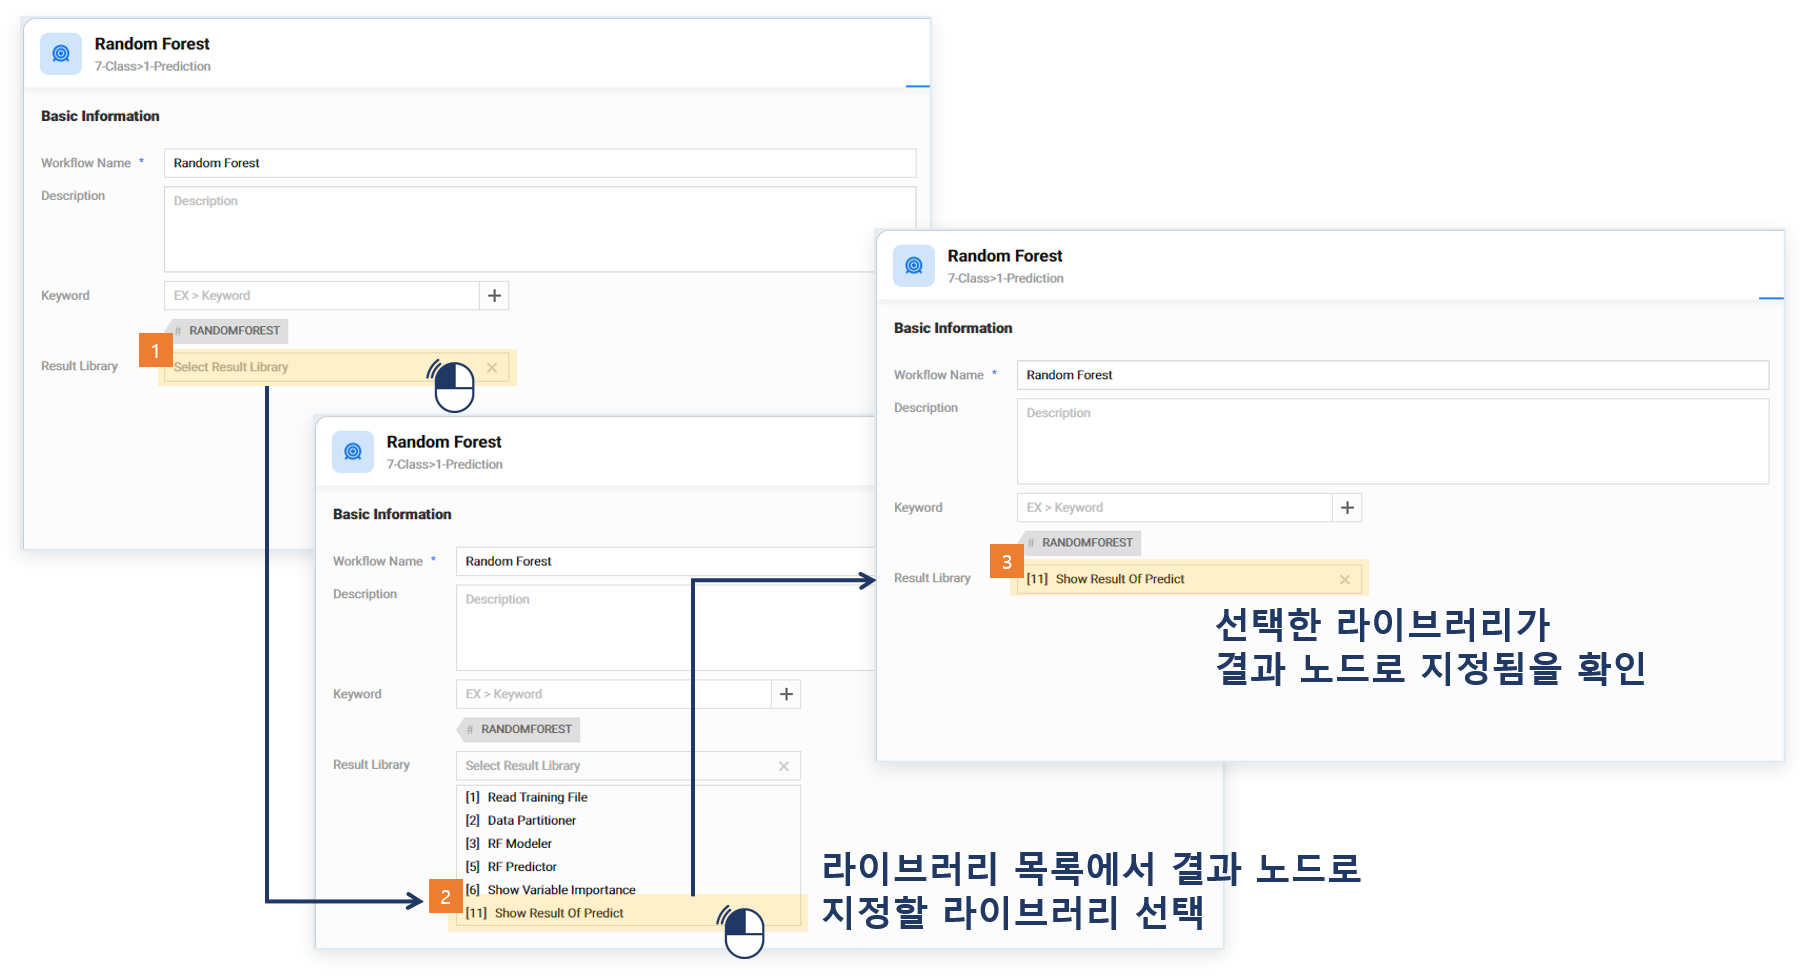 Random Forest
7-Class>1-Prediction
Basic Information
Workflow Name *
Random Forest
Description
Description
Keyword
EX > Keyword
+
# RANDOMFOREST
1
Result Library
Select Result Library
×
Random Forest
7-Class>1-Prediction
Basic Information
Workflow Name *
Random Forest
Description
Description
Keyword
EX > Keyword
+
# RANDOMFOREST
Result Library
Select Result Library
×
[1] Read Training File
[2] Data Partitioner
[3] RF Modeler
[5] RF Predictor
[6] Show Variable Importance
2
[11] Show Result Of Predict
라이브러리 목록에서 결과 노드로
지정할 라이브러리 선택
Random Forest
7-Class>1-Prediction
Basic Information
Workflow Name *
Random Forest
Description
Description
Keyword
EX > Keyword
+
# RANDOMFOREST
3
Result Library
[11] Show Result Of Predict
×
선택한 라이브러리가
결과 노드로 지정됨을 확인